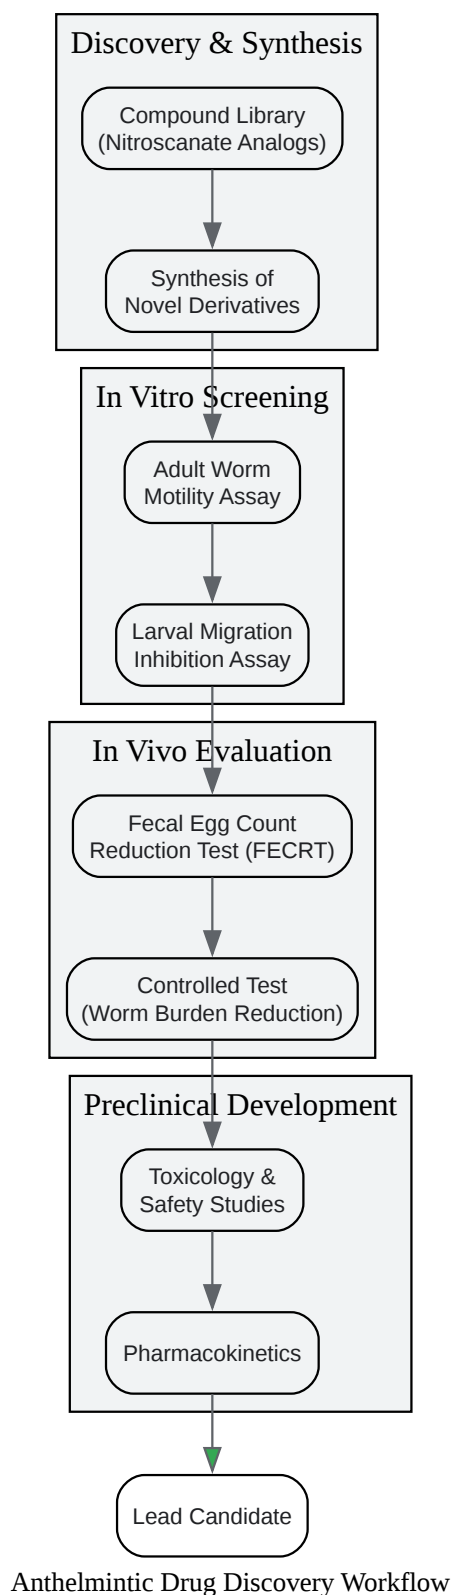 Discovery & Synthesis
Compound Library
(Nitroscanate Analogs)
Synthesis of
Novel Derivatives
In Vitro Screening
Adult Worm
Motility Assay
Larval Migration
Inhibition Assay
In Vivo Evaluation
Fecal Egg Count
Reduction Test (FECRT)
Controlled Test
(Worm Burden Reduction)
Preclinical Development
Toxicology &
Safety Studies
Pharmacokinetics
Lead Candidate
Anthelmintic Drug Discovery Workflow